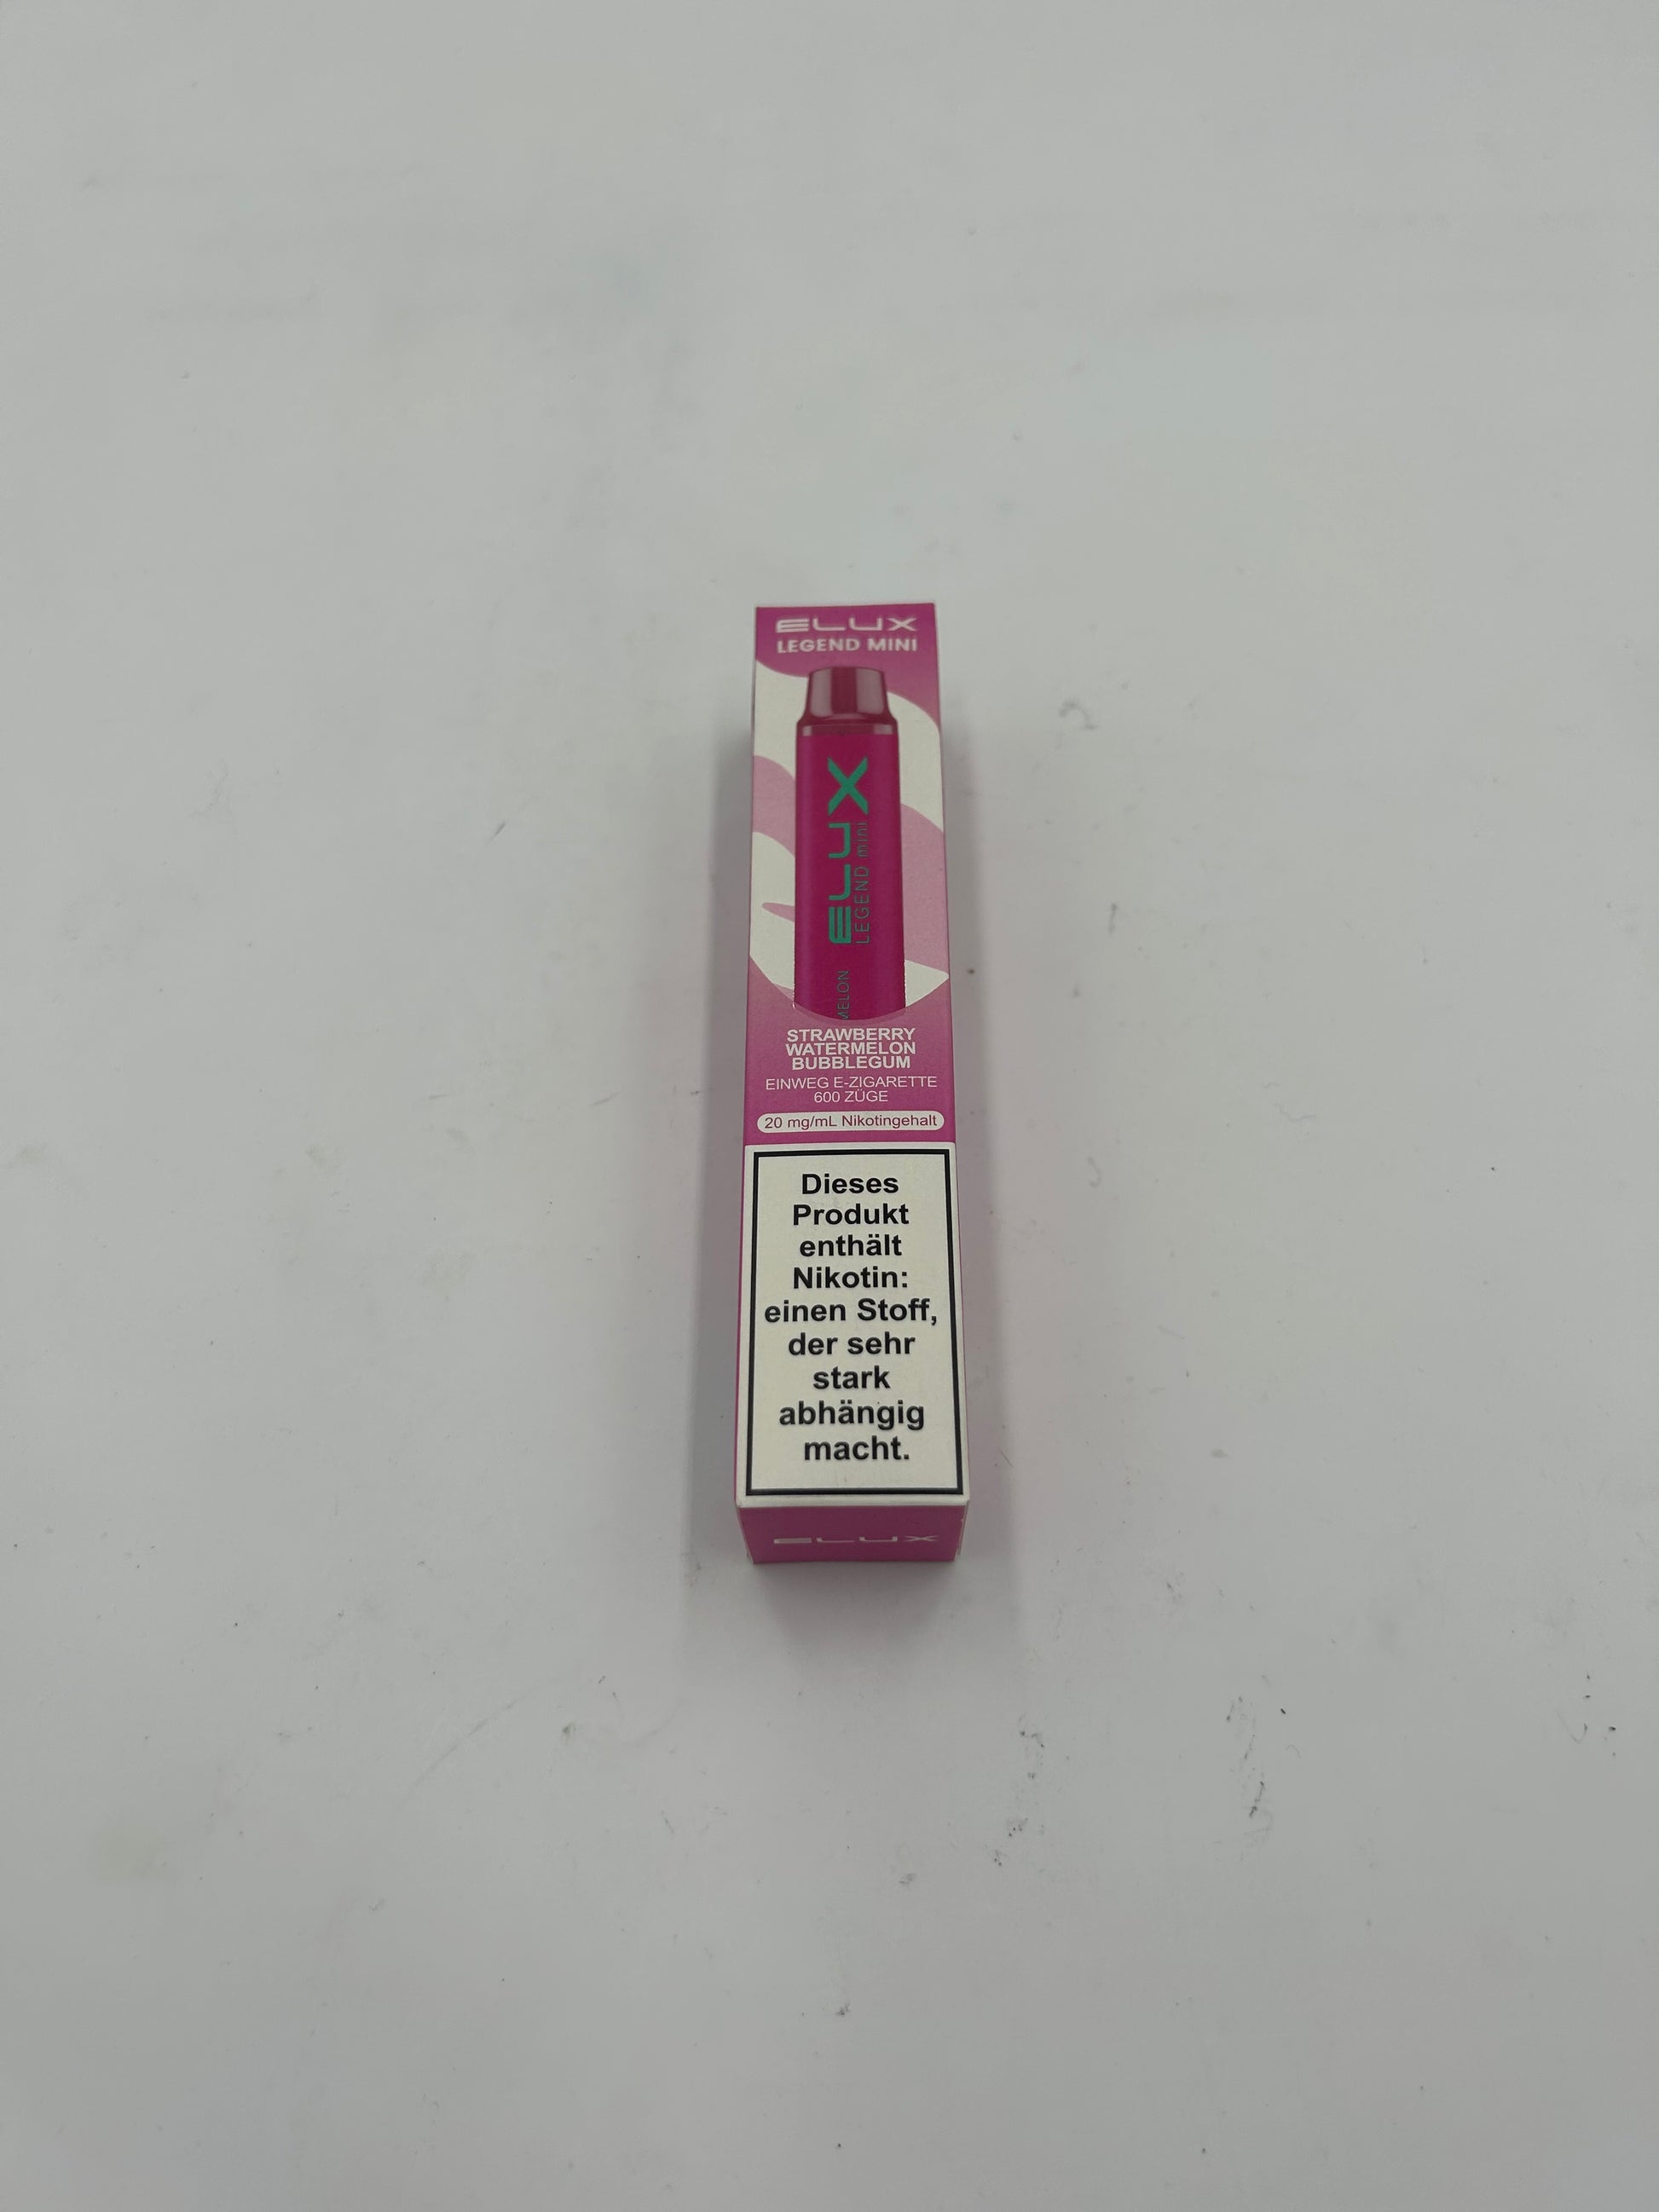 ELUX
LEGEND MINI
ELUX
LEGEND mini
MELON
STRAWBERRY
WATERMELON
BUBBLEGUM
EINWEG E-ZIGARETTE
600 ZÜGE
20 mg/mL Nikotingehalt
Dieses
Produkt
enthält
Nikotin:
einen Stoff,
der sehr
stark
abhängig
macht.
ELUX